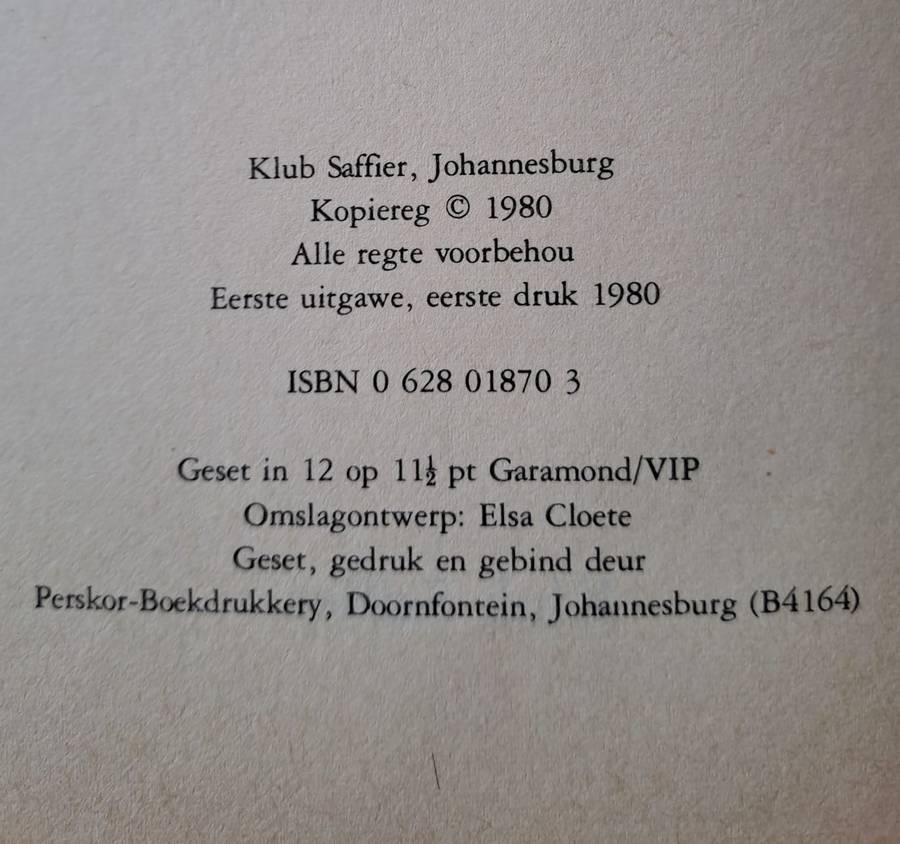 Klub Saffier, Johannesburg
Kopiereg © 1980
Alle regte voorbehou
Eerste uitgawe, eerste druk 1980
ISBN 0 628 01870 3
Geset in 12 op 11½ pt Garamond/VIP
Omslagontwerp: Elsa Cloete
Geset, gedruk en gebind deur
Perskor-Boekdrukkery, Doornfontein, Johannesburg (B4164)